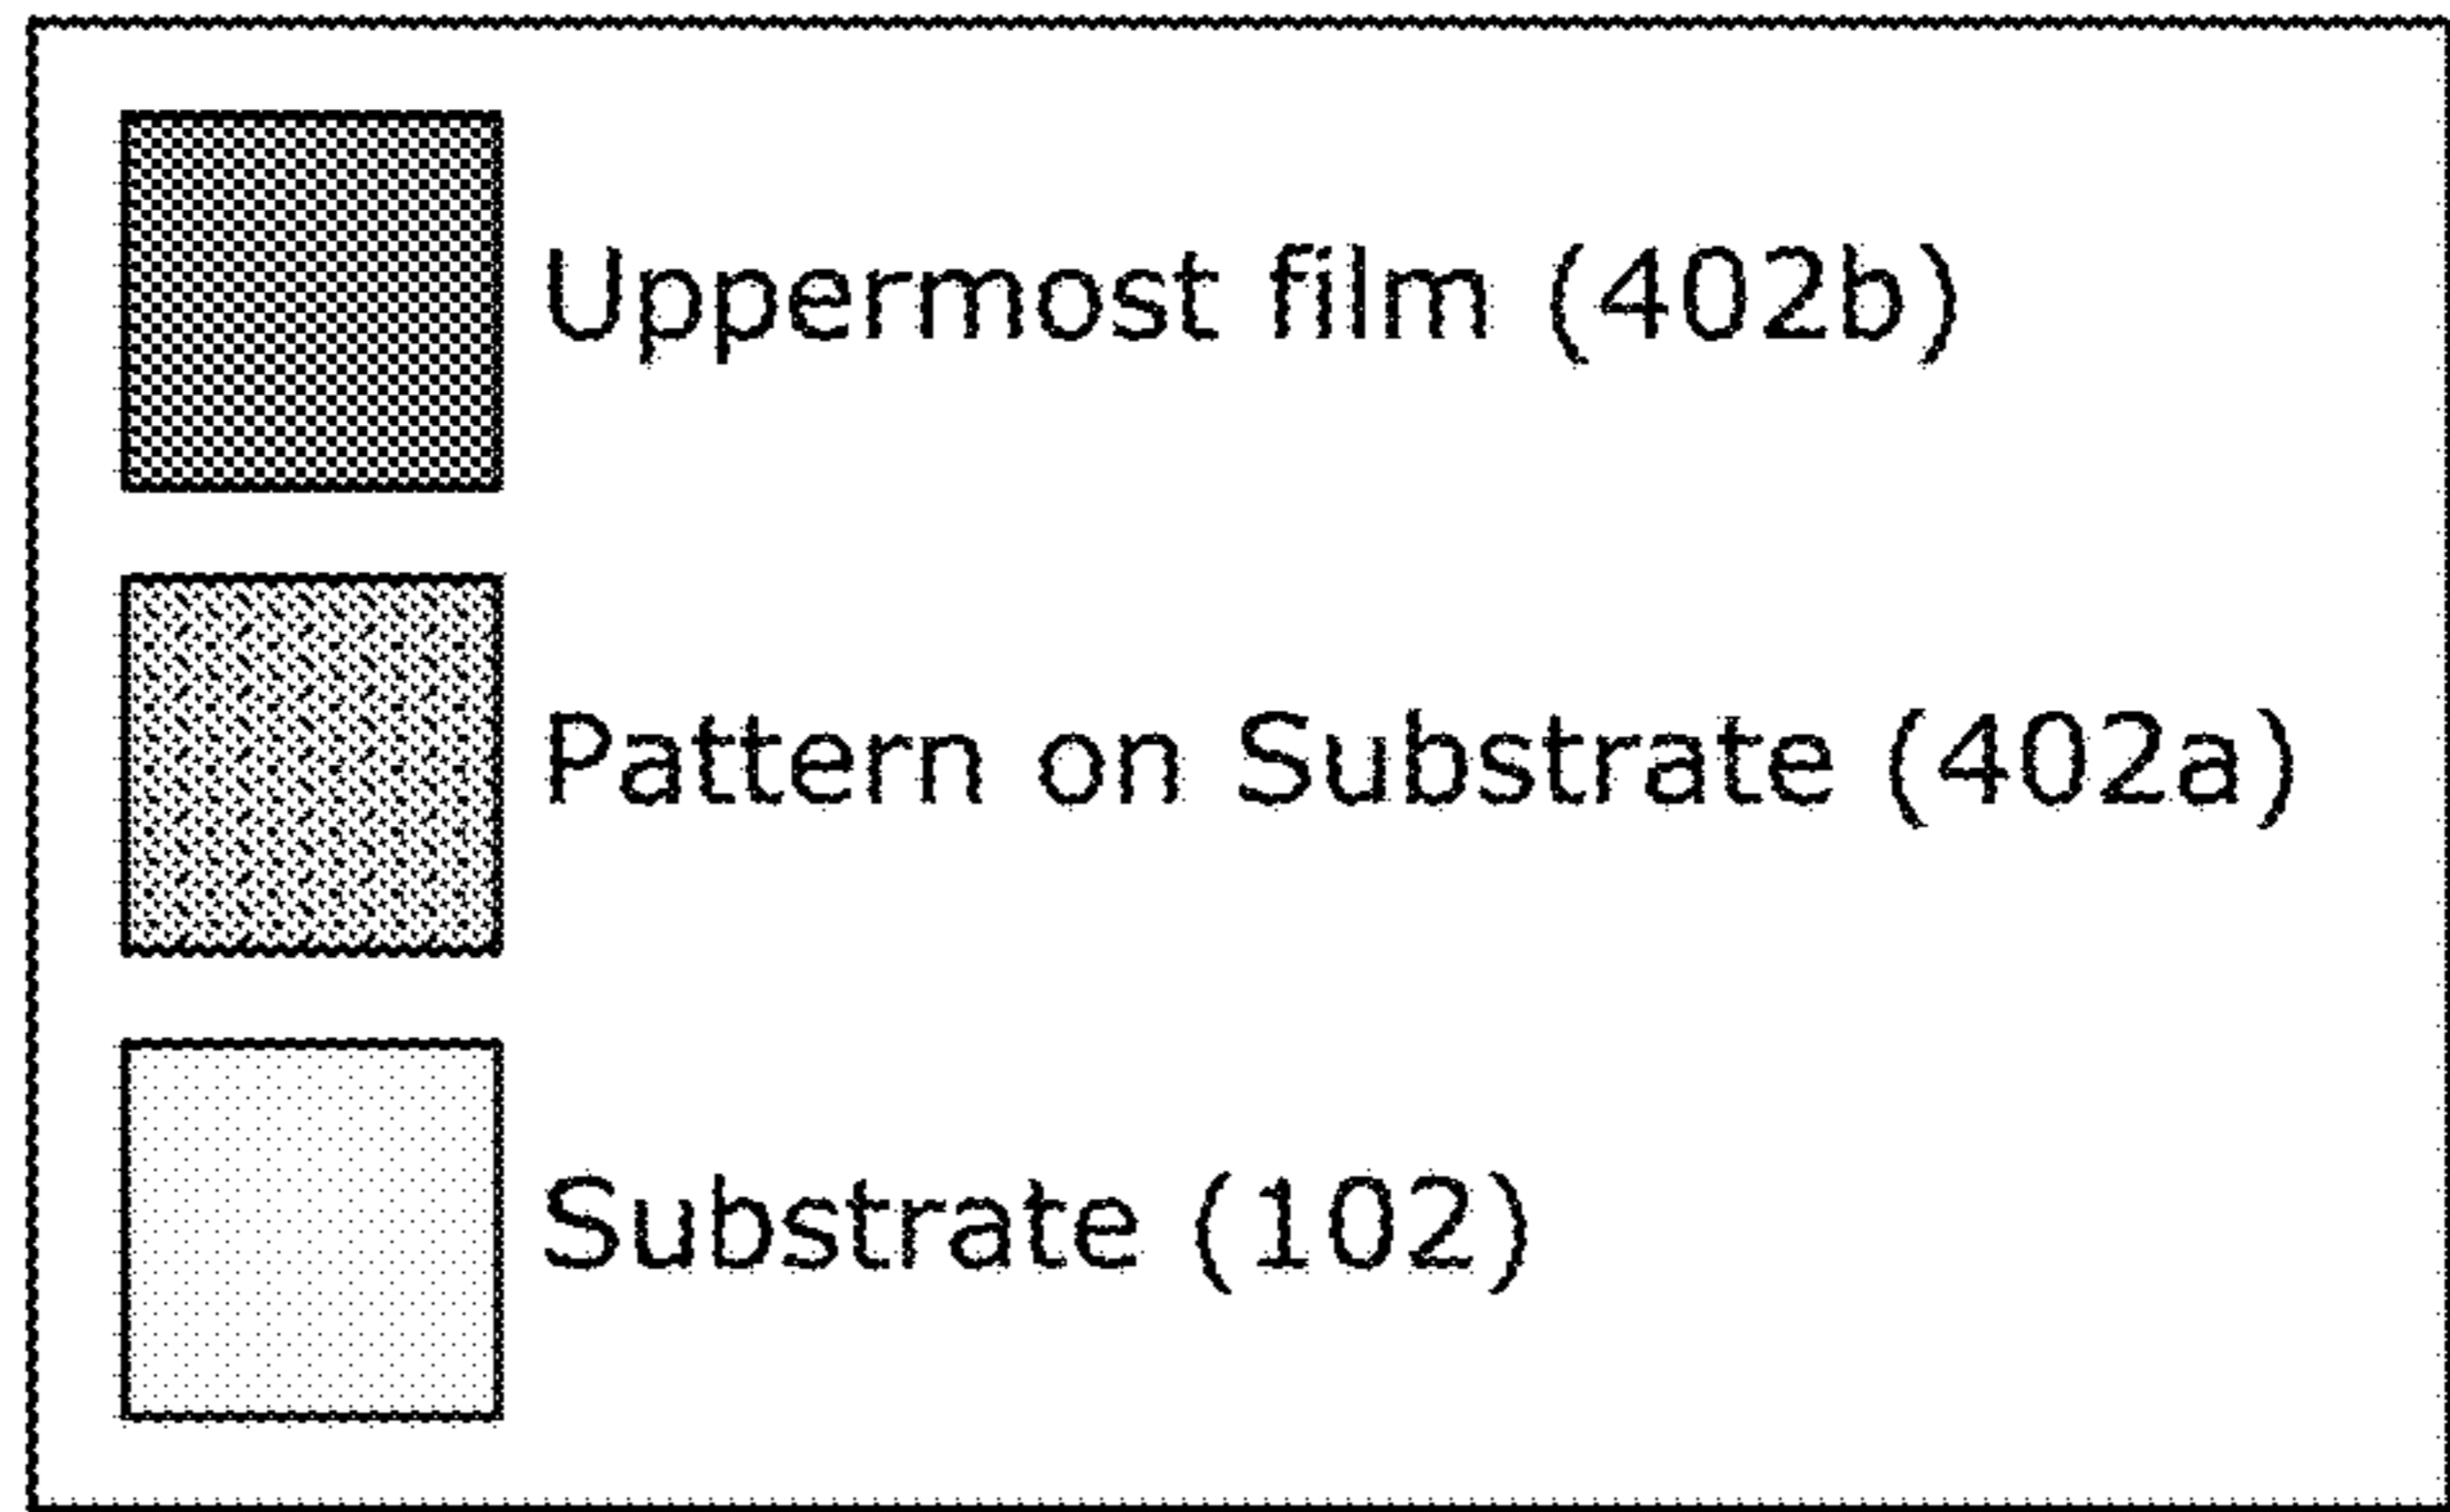 Uppermost film (402b)
Pattern on Substrate (402a)
Substrate (102)